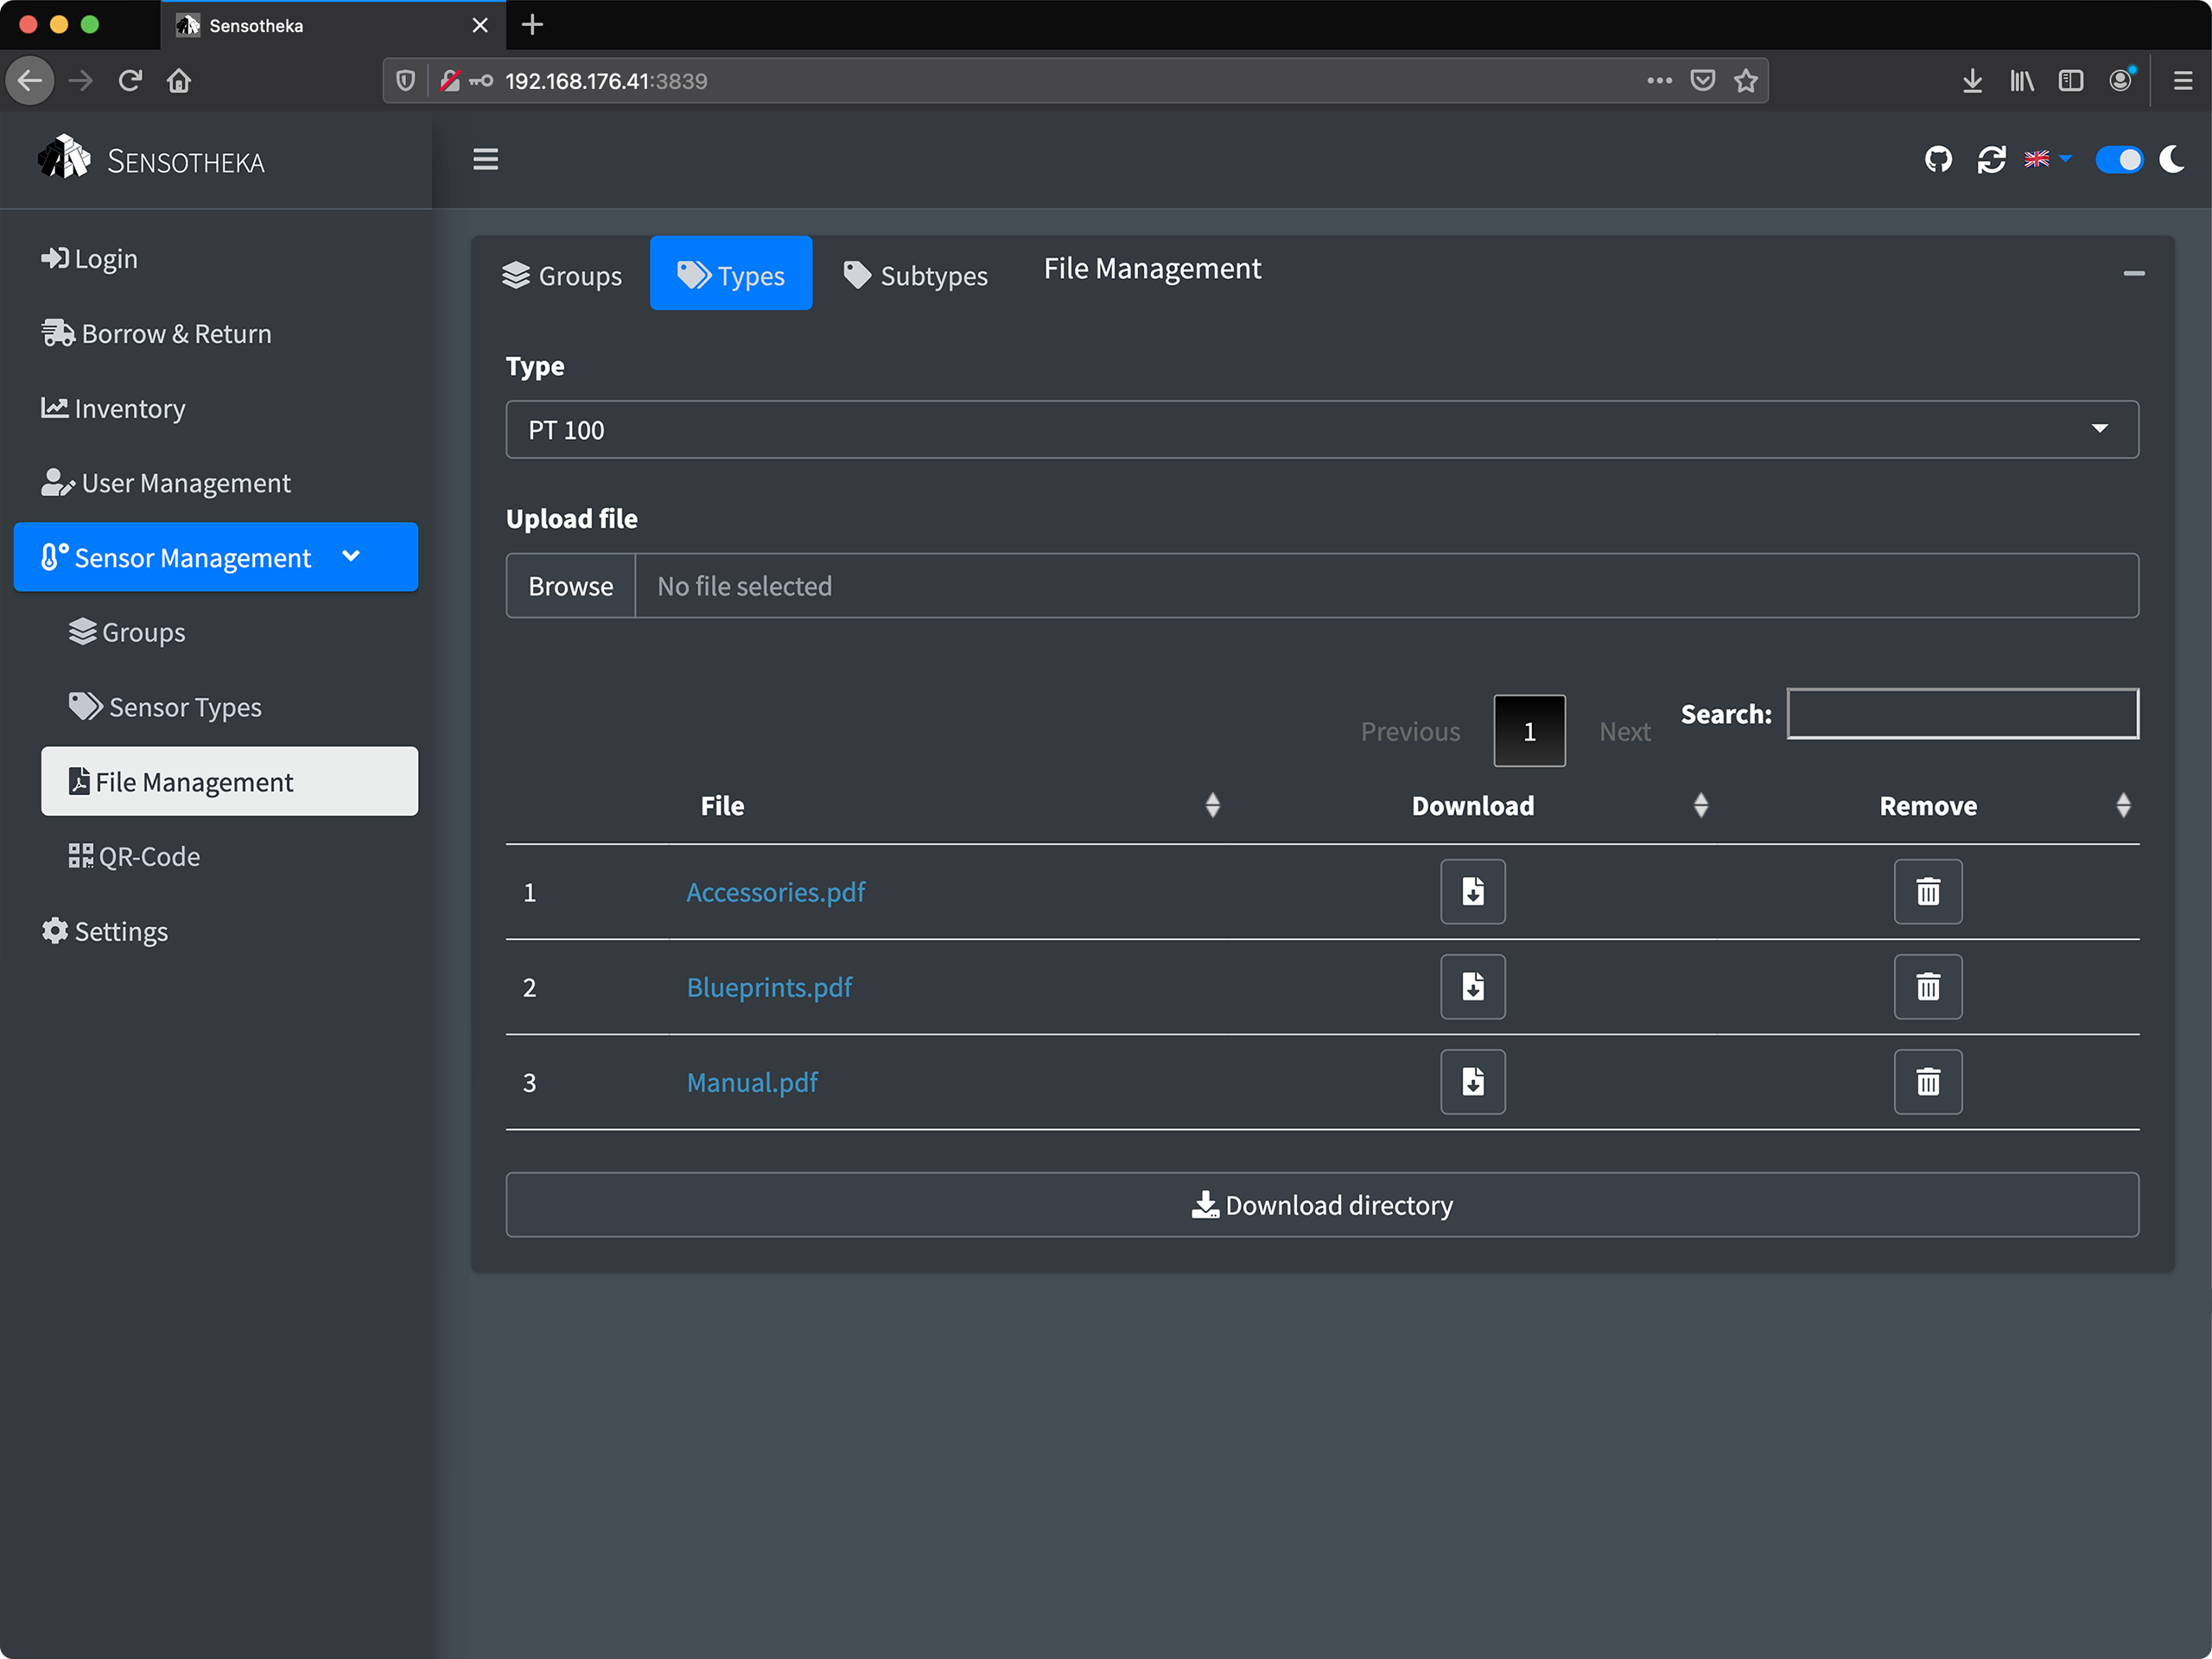 Sensotheka
192.168.176.41:3839
SENSOTHEKA
Login
Borrow & Return
Inventory
User Management
Sensor Management
Groups
Sensor Types
File Management
QR-Code
Settings
Groups Types Subtypes File Management
Type
PT 100
Upload file
Browse No file selected
Previous 1 Next Search:
File Download Remove
1 Accessories.pdf
2 Blueprints.pdf
3 Manual.pdf
Download directory